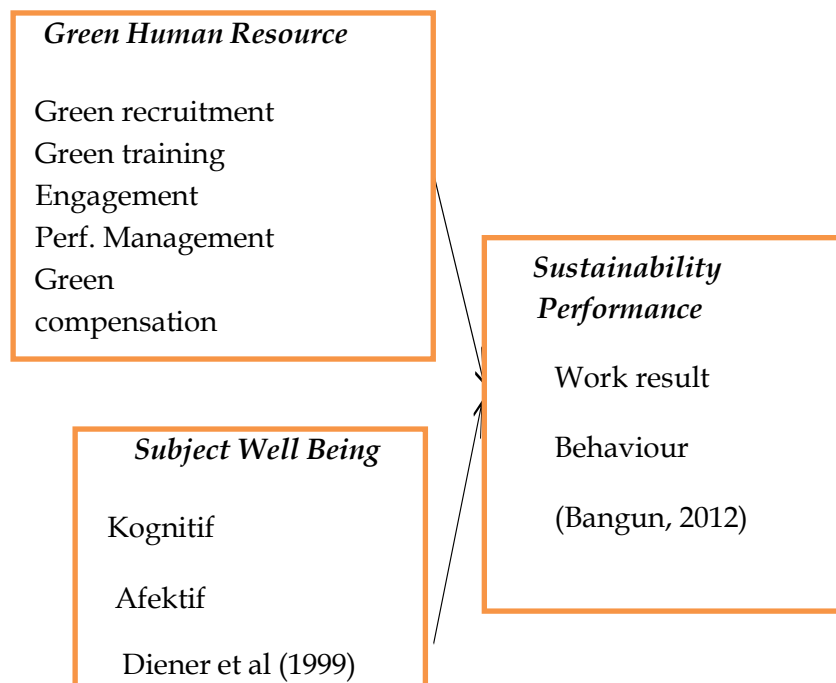 Green Human Resource
Green recruitment
Green training
Engagement
Perf. Management
Green
compensation
Subject Well Being
Kognitif
Afektif
Diener et al (1999)
Sustainability
Performance
Work result
Behaviour
(Bangun, 2012)